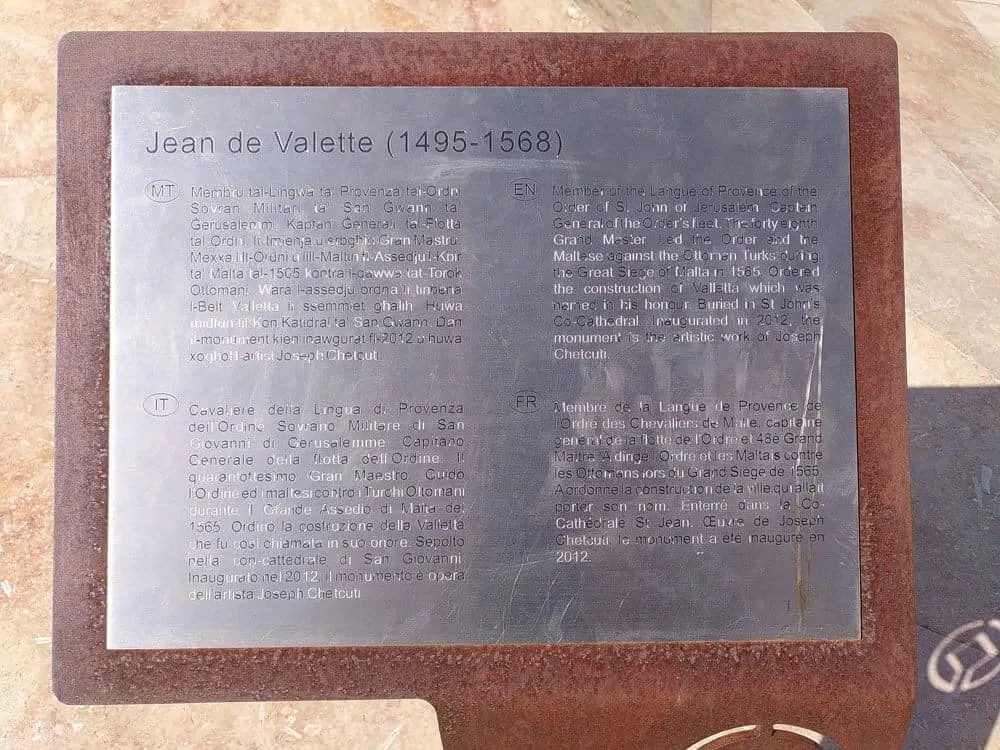 Jean de Valette (1495-1568)
MT
Membru tal-Lingwa ta' Provenza tal-Ordni
Sovran Militari ta' San Ġwann ta'
Ġerusalemm. Kaptan Ġenerali tal-Flotta
tal-Ordni. It-tmienja u erbgħin Gran Mastru.
Mexxa lill-Ordni u lill-Maltin fl-Assedju l-Kbir
ta' Malta tal-1565 kontra l-qawwa tat-Torok
Ottomani. Wara l-assedju ordna li tinbena
l-Belt Valletta li ssemmiet għalih. Huwa
midfun fil-Kon Katidral ta' San Ġwann. Dan
il-monument kien inawgurat fl-2012 u huwa
xogħol l-artist Joseph Chetcuti.
EN
Member of the Langue of Provence of the
Order of St John of Jerusalem. Captain
General of the Order's fleet. The forty eighth
Grand Master. Led the Order and the
Maltese against the Ottoman Turks during
the Great Siege of Malta in 1565. Ordered
the construction of Valletta which was
named in his honour. Buried in St John's
Co-Cathedral. Inaugurated in 2012, the
monument is the artistic work of Joseph
Chetcuti.
IT
Cavaliere della Lingua di Provenza
dell'Ordine Sovrano Militare di San
Giovanni di Gerusalemme. Capitano
Generale della flotta dell'Ordine. Il
quarantottesimo Gran Maestro. Guidò
l'Ordine ed i maltesi contro i Turchi Ottomani
durante il Grande Assedio di Malta del
1565. Ordinò la costruzione della Valletta
che fu così chiamata in suo onore. Sepolto
nella con-cattedrale di San Giovanni.
Inaugurato nel 2012, il monumento è opera
dell'artista Joseph Chetcuti
FR
Membre de la Langue de Provence de
l'Ordre des Chevaliers de Malte, capitaine
général de la flotte de l'Ordre et 48è Grand
Maître. A dirigé l'Ordre et les Maltais contre
les Ottomans lors du Grand Siège de 1565.
A ordonné la construction de la ville qui allait
porter son nom. Enterré dans la Co-
Cathédrale St Jean. Œuvre de Joseph
Chetcuti, le monument a été inauguré en
2012.